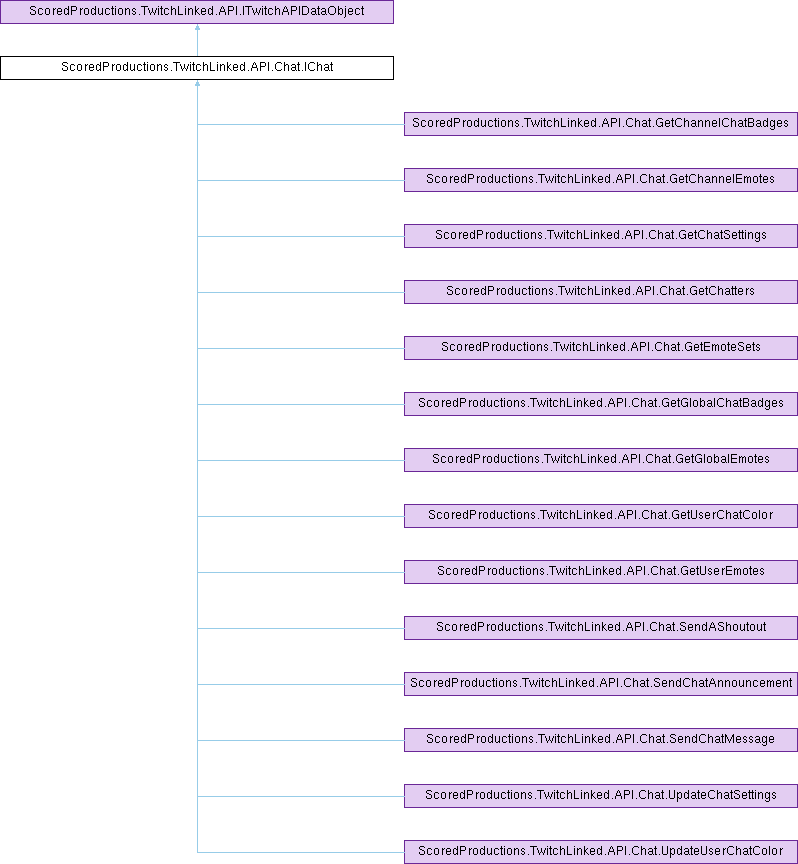 ScoredProductions.TwitchLinked.API.ITwitchAPIDataObject
ScoredProductions.TwitchLinked.API.Chat.IChat
ScoredProductions.TwitchLinked.API.Chat.GetChannelChatBadges
ScoredProductions.TwitchLinked.API.Chat.GetChannelEmotes
ScoredProductions.TwitchLinked.API.Chat.GetChatSettings
ScoredProductions.TwitchLinked.API.Chat.GetChatters
ScoredProductions.TwitchLinked.API.Chat.GetEmoteSets
ScoredProductions.TwitchLinked.API.Chat.GetGlobalChatBadges
ScoredProductions.TwitchLinked.API.Chat.GetGlobalEmotes
ScoredProductions.TwitchLinked.API.Chat.GetUserChatColor
ScoredProductions.TwitchLinked.API.Chat.GetUserEmotes
ScoredProductions.TwitchLinked.API.Chat.SendAShoutout
ScoredProductions.TwitchLinked.API.Chat.SendChatAnnouncement
ScoredProductions.TwitchLinked.API.Chat.SendChatMessage
ScoredProductions.TwitchLinked.API.Chat.UpdateChatSettings
ScoredProductions.TwitchLinked.API.Chat.UpdateUserChatColor